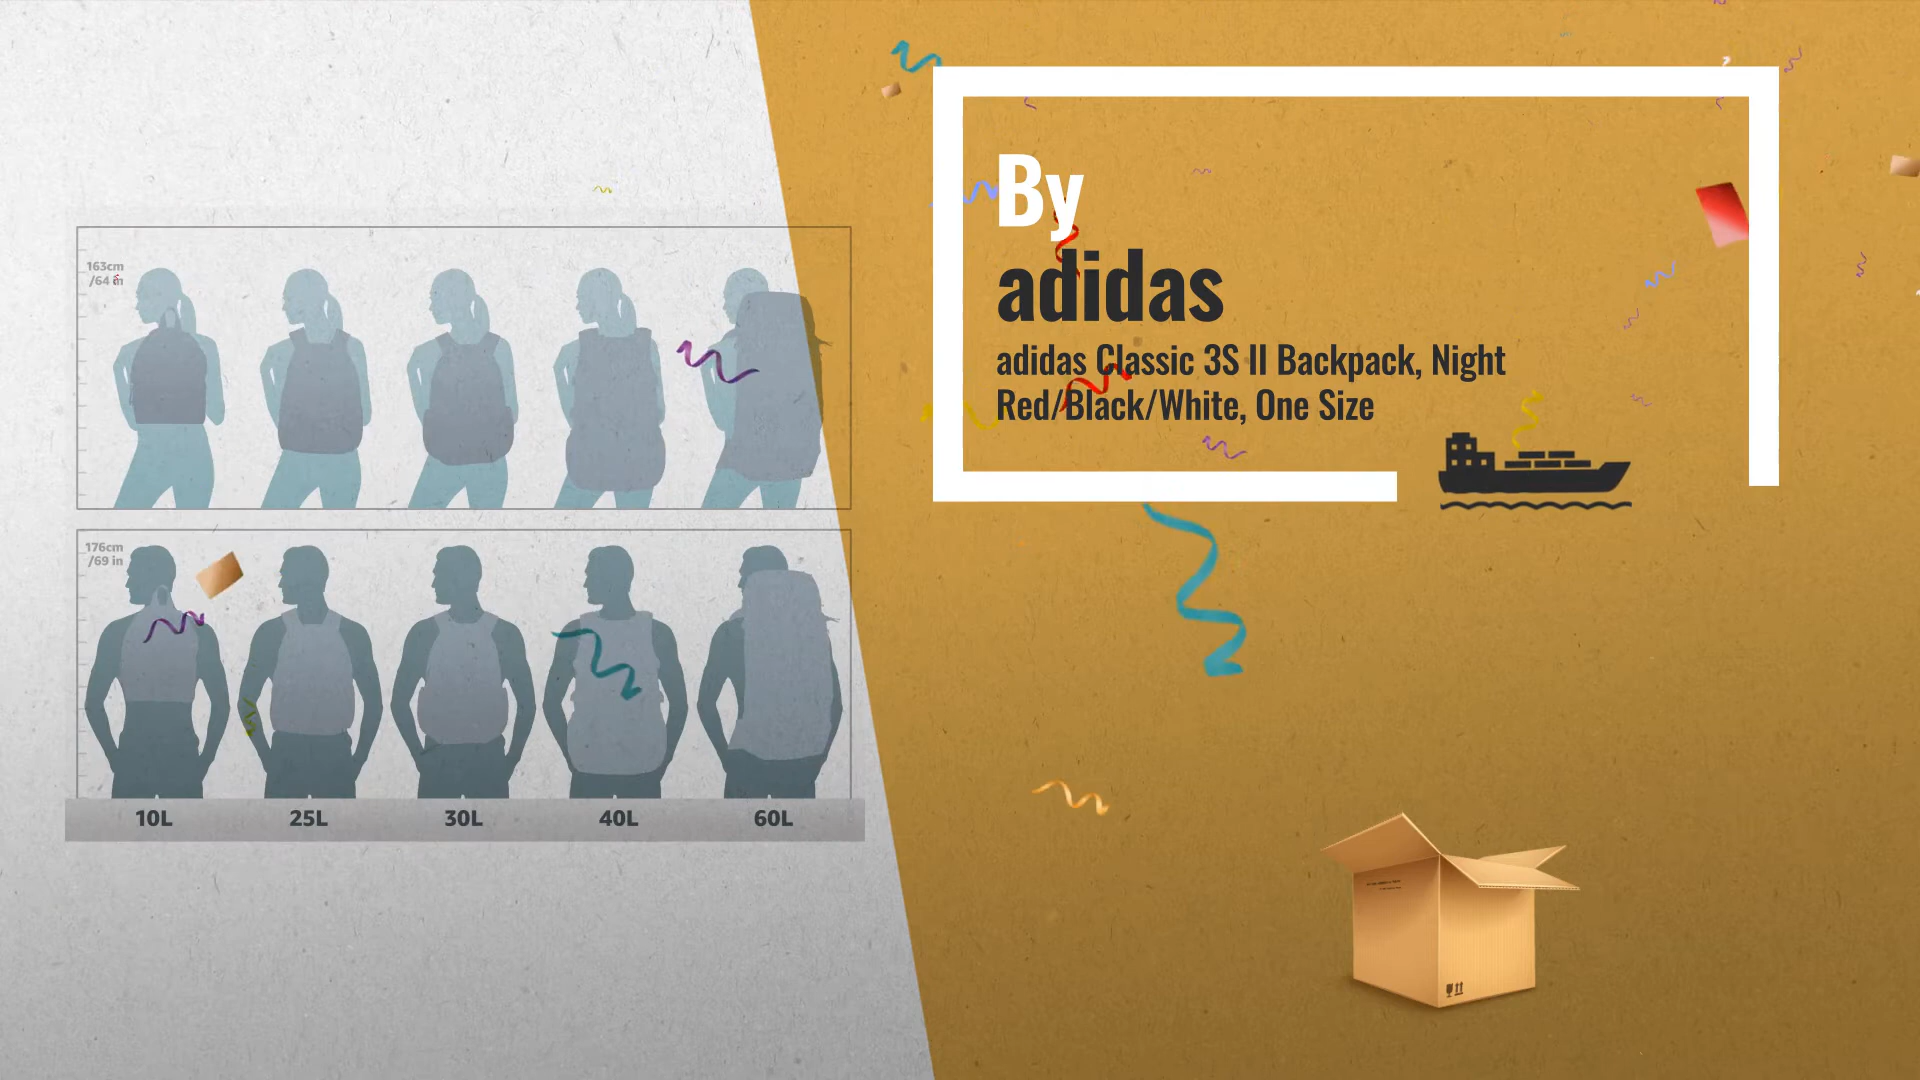 163cm
/64 in
176cm
/69 in
10L 25L 30L 40L 60L
By
adidas
adidas Classic 3S II Backpack, Night
Red/Black/White, One Size